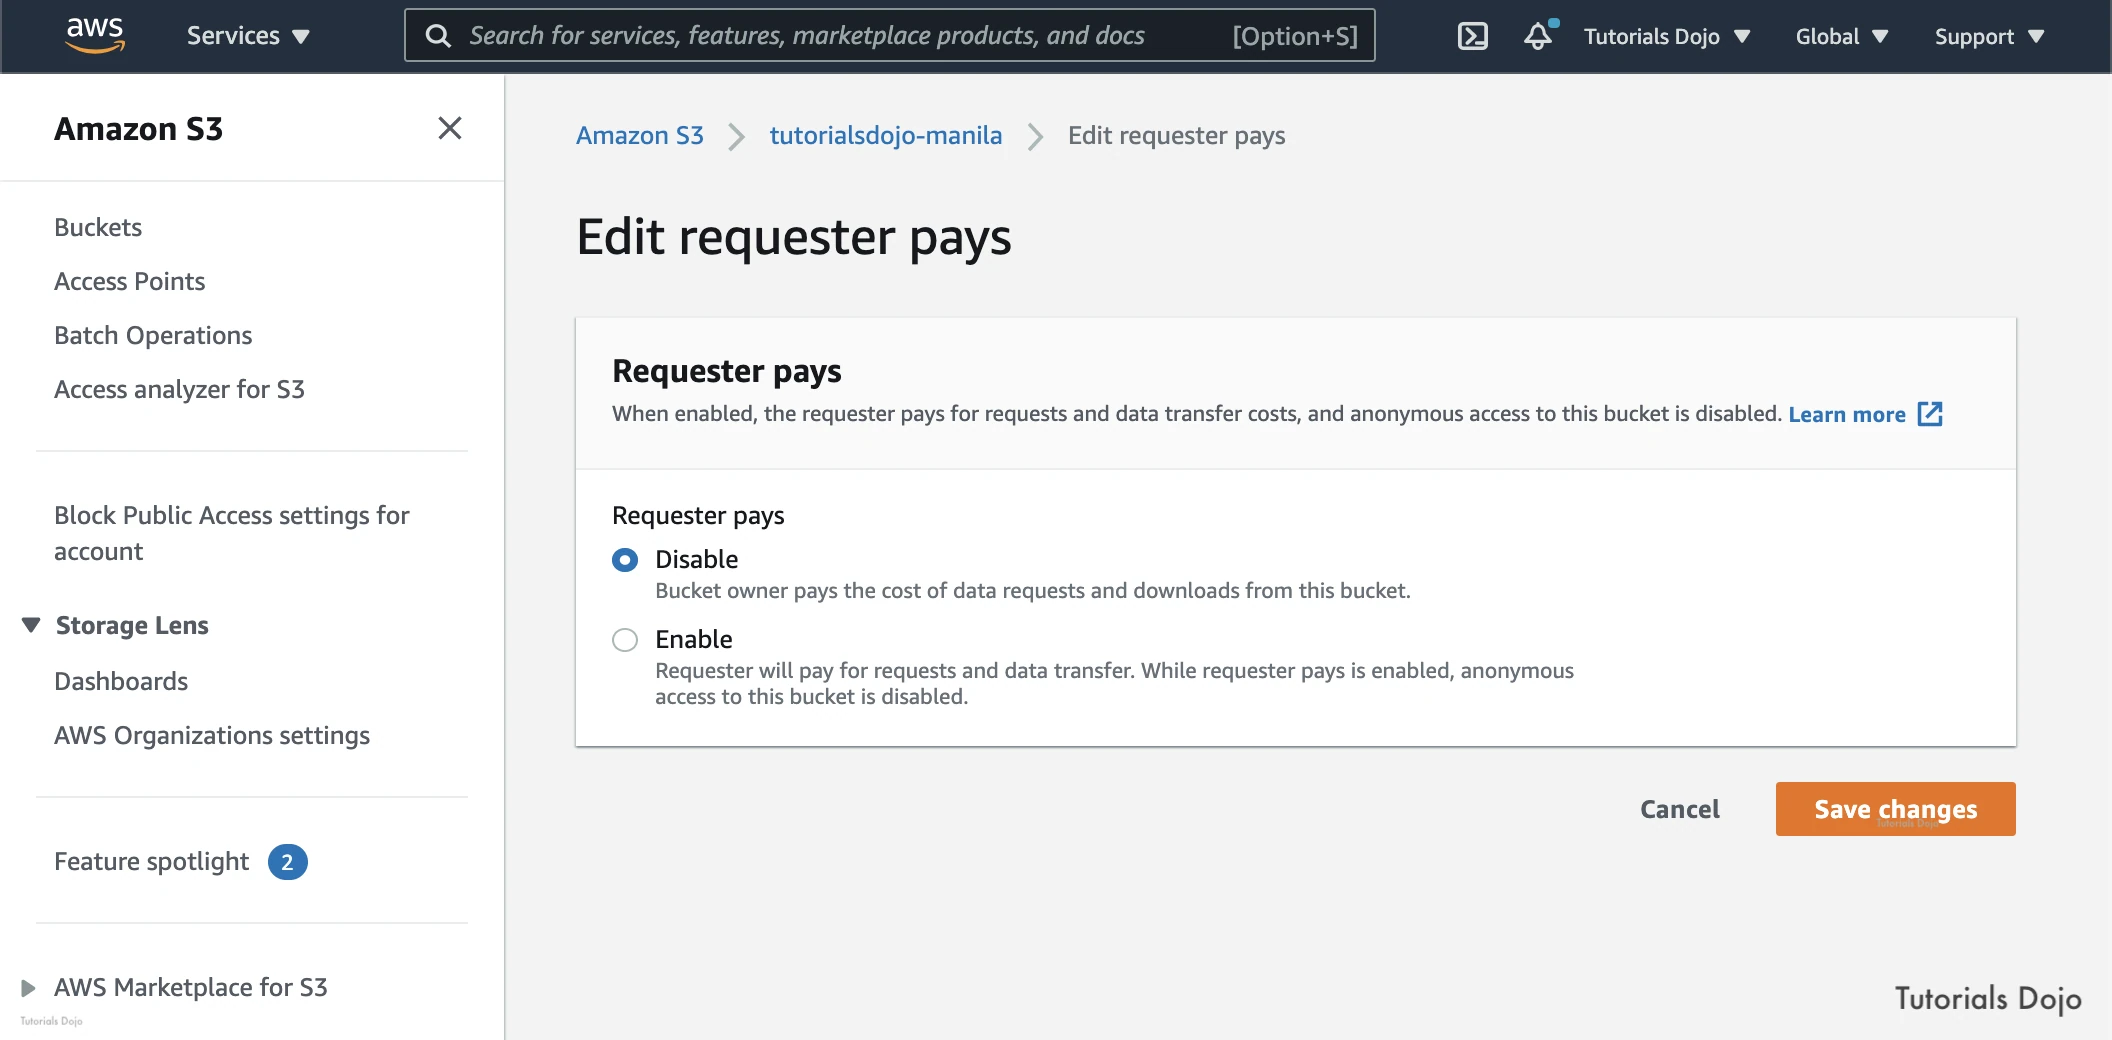 aws
Services
Search for services, features, marketplace products, and docs
[Option+S]
Tutorials Dojo
Global
Support
Amazon S3
Buckets
Access Points
Batch Operations
Access analyzer for S3
Block Public Access settings for
account
Storage Lens
Dashboards
AWS Organizations settings
Feature spotlight 2
AWS Marketplace for S3
Tutorials Dojo
Amazon S3
tutorialsdojo-manila
Edit requester pays
Edit requester pays
Requester pays
When enabled, the requester pays for requests and data transfer costs, and anonymous access to this bucket is disabled. Learn more
Requester pays
Disable
Bucket owner pays the cost of data requests and downloads from this bucket.
Enable
Requester will pay for requests and data transfer. While requester pays is enabled, anonymous
access to this bucket is disabled.
Cancel
Save changes
Tutorials Dojo
Tutorials Dojo